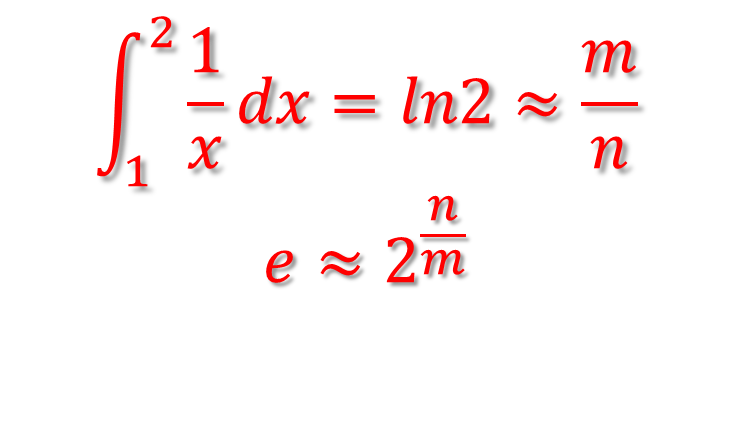 ∫₁² 1/x dx = ln2 ≈ m/n
e ≈ 2^(n/m)